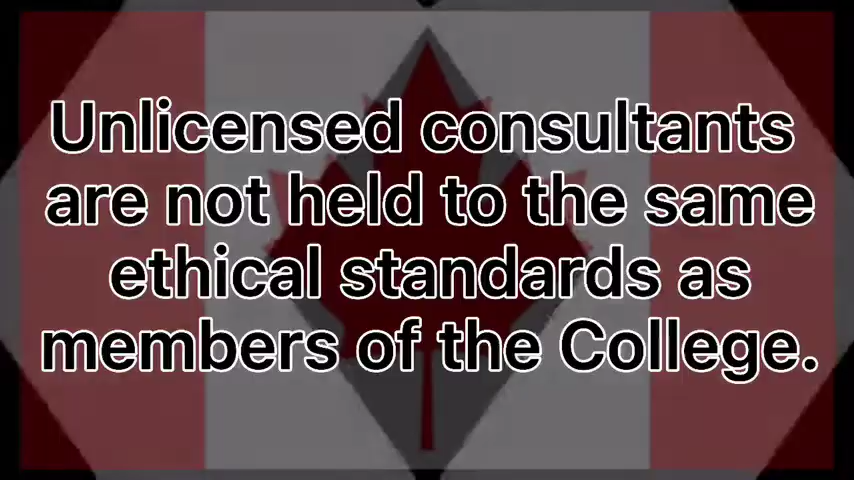 Unlicensed consultants
are not held to the same
ethical standards as
members of the College.